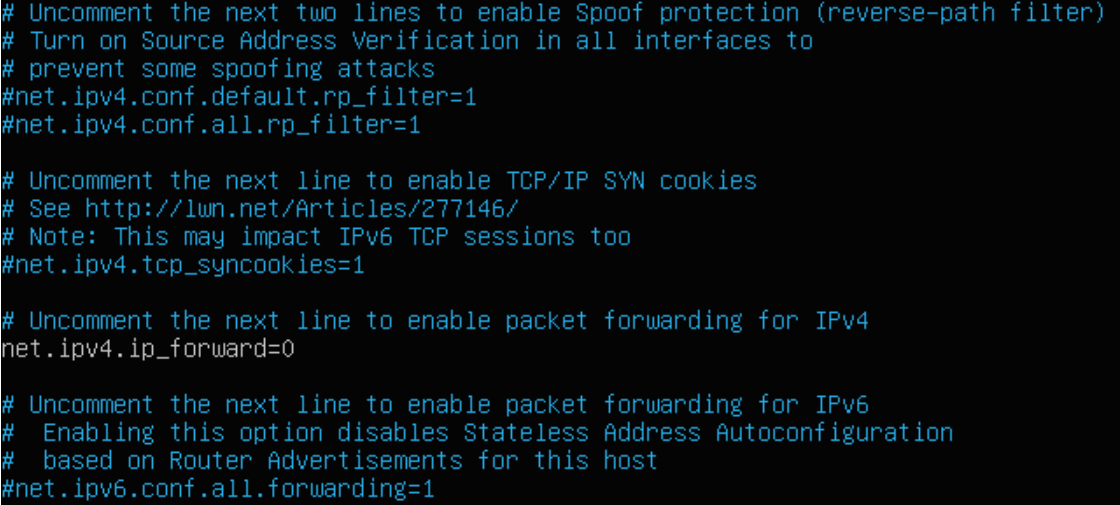 # Uncomment the next two lines to enable Spoof protection (reverse-path filter)
# Turn on Source Address Verification in all interfaces to
# prevent some spoofing attacks
#net.ipv4.conf.default.rp_filter=1
#net.ipv4.conf.all.rp_filter=1

# Uncomment the next line to enable TCP/IP SYN cookies
# See http://lwn.net/Articles/277146/
# Note: This may impact IPv6 TCP sessions too
#net.ipv4.tcp_syncookies=1

# Uncomment the next line to enable packet forwarding for IPv4
net.ipv4.ip_forward=0

# Uncomment the next line to enable packet forwarding for IPv6
#  Enabling this option disables Stateless Address Autoconfiguration
#  based on Router Advertisements for this host
#net.ipv6.conf.all.forwarding=1